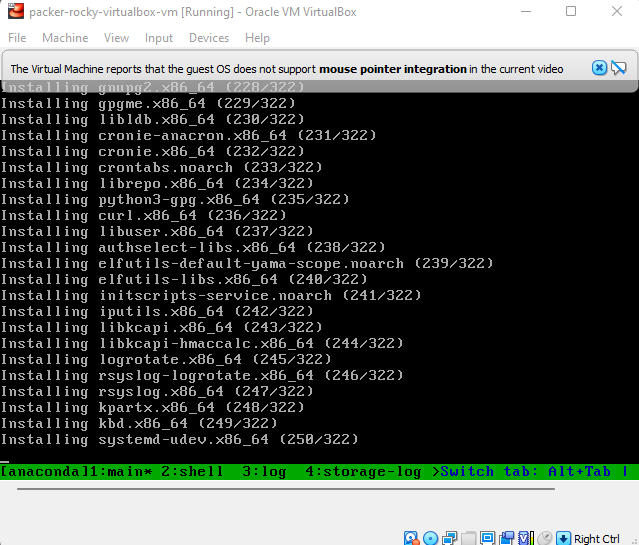 packer-rocky-virtualbox-vm [Running] - Oracle VM VirtualBox
File Machine View Input Devices Help
The Virtual Machine reports that the guest OS does not support mouse pointer integration in the current video
Installing gnupg2.x86_64 (228/322)
Installing gpgme.x86_64 (229/322)
Installing libldb.x86_64 (230/322)
Installing cronie-anacron.x86_64 (231/322)
Installing cronie.x86_64 (232/322)
Installing crontabs.noarch (233/322)
Installing librepo.x86_64 (234/322)
Installing python3-gpg.x86_64 (235/322)
Installing curl.x86_64 (236/322)
Installing libuser.x86_64 (237/322)
Installing authselect-libs.x86_64 (238/322)
Installing elfutils-default-yama-scope.noarch (239/322)
Installing elfutils-libs.x86_64 (240/322)
Installing initscripts-service.noarch (241/322)
Installing iputils.x86_64 (242/322)
Installing libkcapi.x86_64 (243/322)
Installing libkcapi-hmaccalc.x86_64 (244/322)
Installing logrotate.x86_64 (245/322)
Installing rsyslog-logrotate.x86_64 (246/322)
Installing rsyslog.x86_64 (247/322)
Installing kpartx.x86_64 (248/322)
Installing kbd.x86_64 (249/322)
Installing systemd-udev.x86_64 (250/322)
[anaconda]1:main* 2:shell  3:log  4:storage-log >Switch tab: Alt+Tab |
Right Ctrl